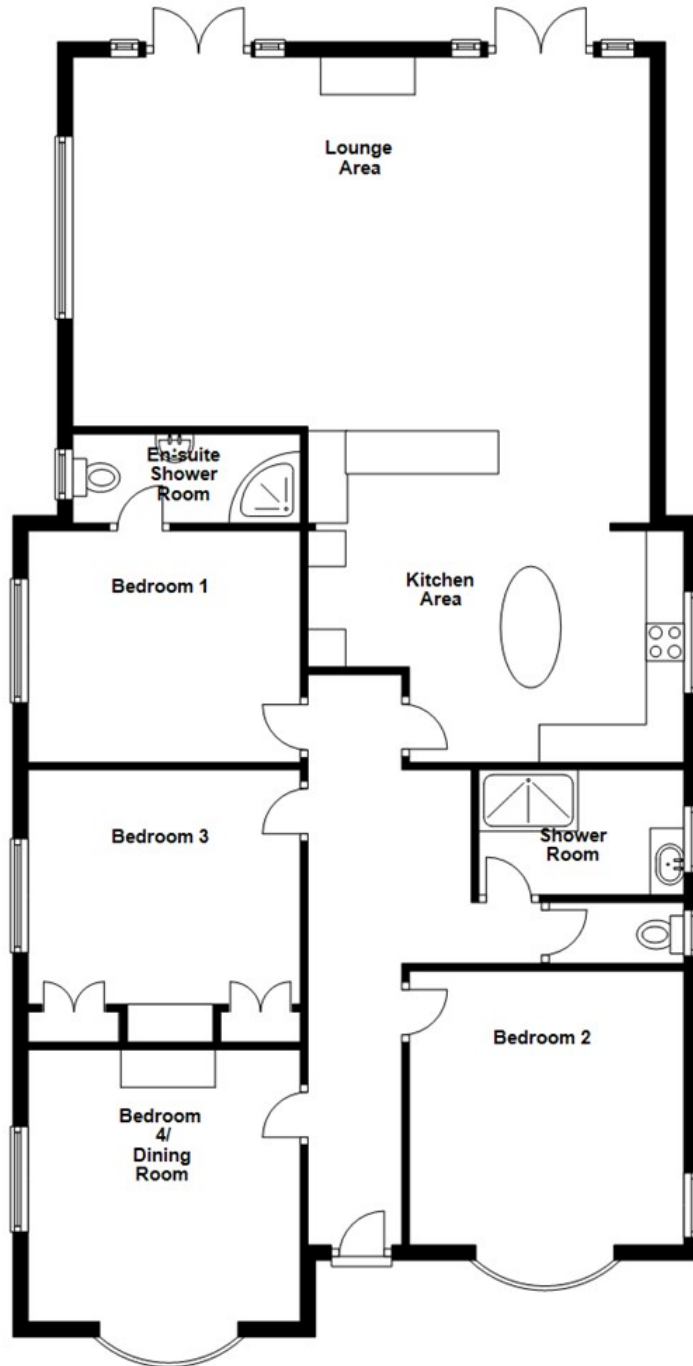 Lounge
Area
En-suite
Shower
Room
Bedroom 1
Kitchen
Area
Bedroom 3
Shower
Room
Bedroom 2
Bedroom
4/
Dining
Room